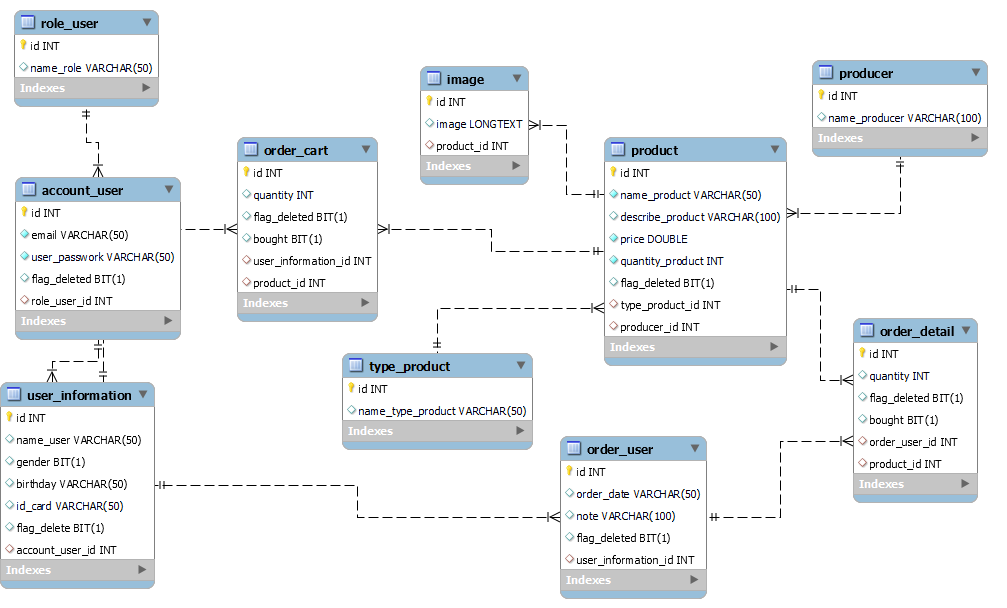 role_user
id INT
name_role VARCHAR(50)
Indexes
account_user
id INT
email VARCHAR(50)
user_passwork VARCHAR(50)
flag_deleted BIT(1)
role_user_id INT
Indexes
user_information
id INT
name_user VARCHAR(50)
gender BIT(1)
birthday VARCHAR(50)
id_card VARCHAR(50)
flag_delete BIT(1)
account_user_id INT
Indexes
order_cart
id INT
quantity INT
flag_deleted BIT(1)
bought BIT(1)
user_information_id INT
product_id INT
Indexes
image
id INT
image LONGTEXT
product_id INT
Indexes
type_product
id INT
name_type_product VARCHAR(50)
Indexes
product
id INT
name_product VARCHAR(50)
describe_product VARCHAR(100)
price DOUBLE
quantity_product INT
flag_deleted BIT(1)
type_product_id INT
producer_id INT
Indexes
order_user
id INT
order_date VARCHAR(50)
note VARCHAR(100)
flag_deleted BIT(1)
user_information_id INT
Indexes
producer
id INT
name_producer VARCHAR(100)
Indexes
order_detail
id INT
quantity INT
flag_deleted BIT(1)
bought BIT(1)
order_user_id INT
product_id INT
Indexes